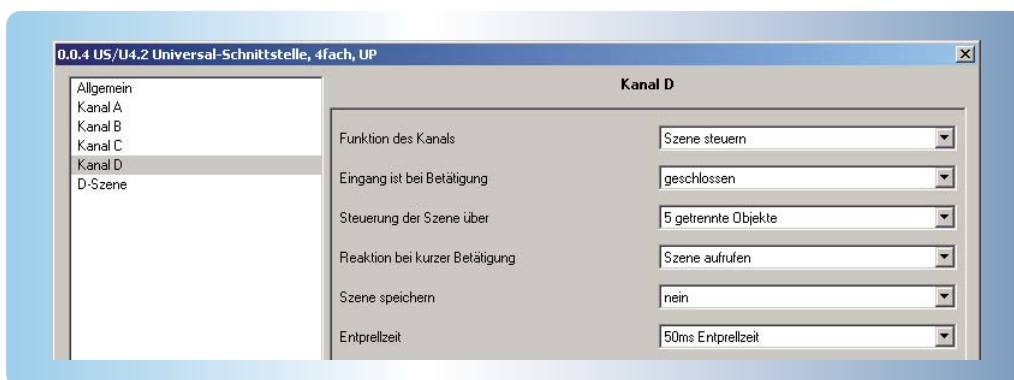 0.0.4 US/U4.2 Universal-Schnittstelle, 4fach, UP
Allgemein
Kanal A
Kanal B
Kanal C
Kanal D
D-Szene
Kanal D
Funktion des Kanals Szene steuern
Eingang ist bei Betätigung geschlossen
Steuerung der Szene über 5 getrennte Objekte
Reaktion bei kurzer Betätigung Szene aufrufen
Szene speichern nein
Entprellzeit 50ms Entprellzeit